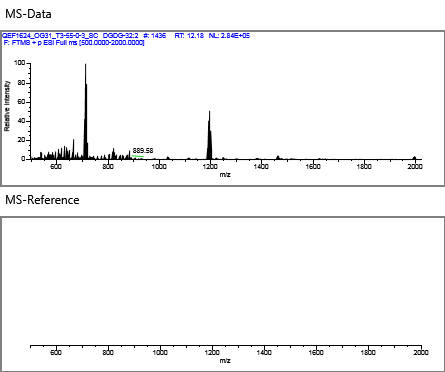 MS-Data
QEF1624_OG31_T3-55-0-3_SC DGDG-32:2 #: 1436 RT: 12.18 NL: 2.84E+05
F: FTMS + p ESI Full ms [500.0000-2000.0000]
100
80
60
40
20
0
Relative Intensity
889.58
600 800 1000 1200 1400 1600 1800 2000
m/z
MS-Reference
600 800 1000 1200 1400 1600 1800 2000
m/z